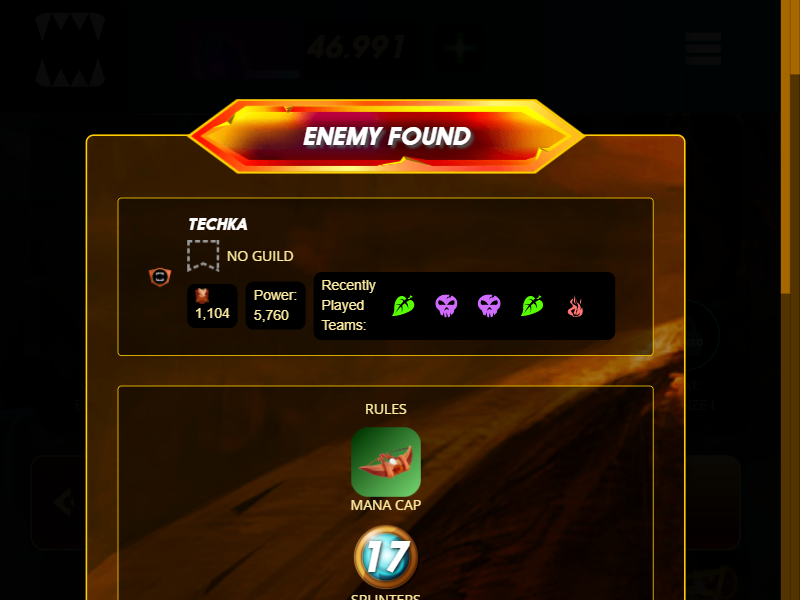 46.991
ENEMY FOUND
TECHKA
NO GUILD
1,104
Power:
5,760
Recently
Played
Teams:
RULES
MANA CAP
17
SPLINTERS